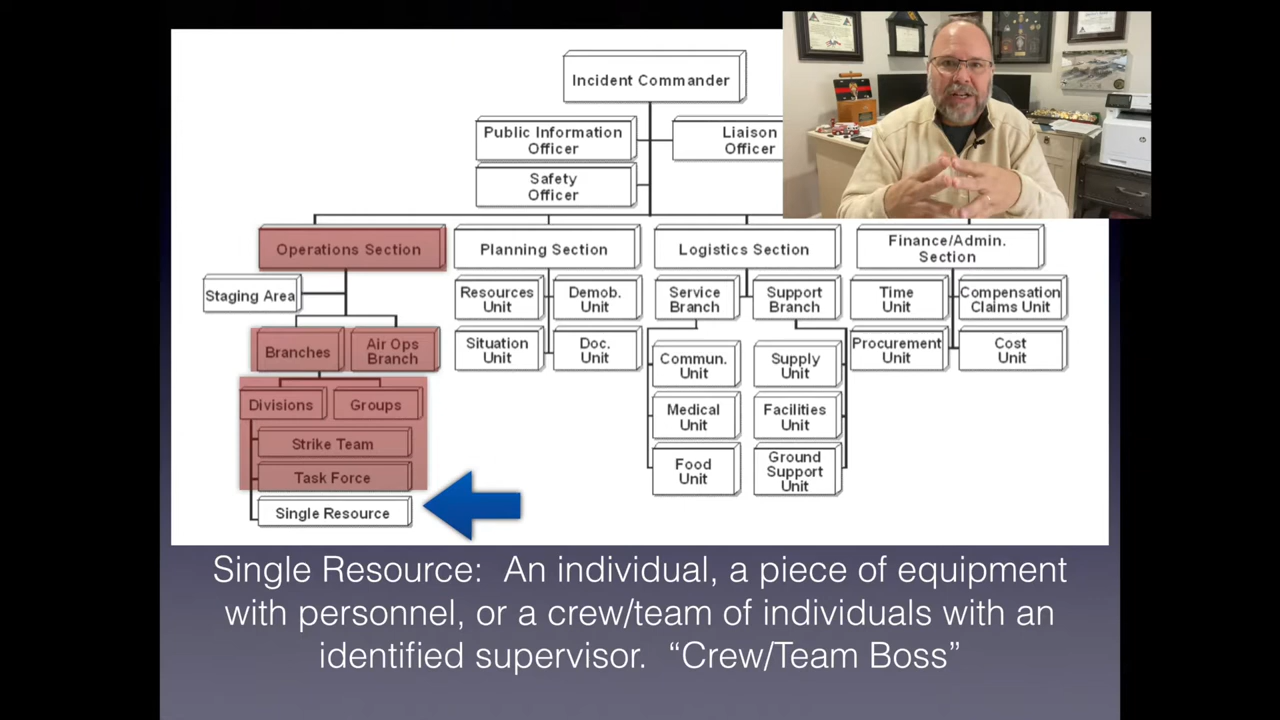 Incident Commander
Public Information
Officer
Liaison
Officer
Safety
Officer
Operations Section
Planning Section
Logistics Section
Finance/Admin.
Section
Staging Area
Resources
Unit
Demob.
Unit
Service
Branch
Support
Branch
Time
Unit
Compensation
Claims Unit
Branches
Air Ops
Branch
Situation
Unit
Doc.
Unit
Commun.
Unit
Supply
Unit
Procurement
Unit
Cost
Unit
Divisions
Groups
Medical
Unit
Facilities
Unit
Strike Team
Task Force
Food
Unit
Ground
Support
Unit
Single Resource
Single Resource: An individual, a piece of equipment
with personnel, or a crew/team of individuals with an
identified supervisor. “Crew/Team Boss”